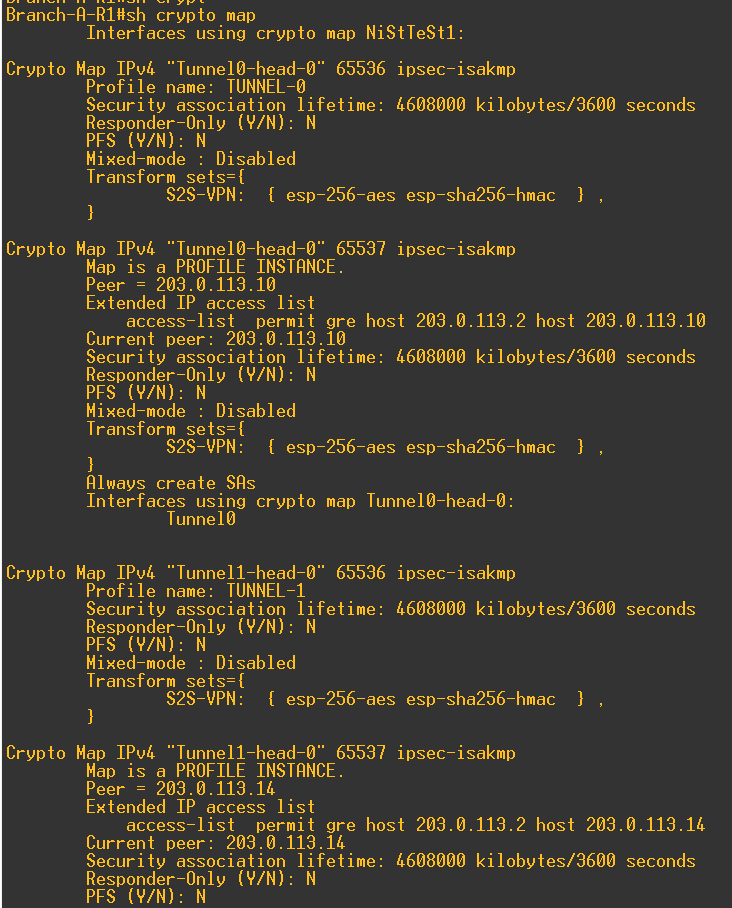 Branch-A-R1#sh crypt
Branch-A-R1#sh crypto map
Interfaces using crypto map NiStTeSt1:
Crypto Map IPv4 "Tunnel0-head-0" 65536 ipsec-isakmp
Profile name: TUNNEL-0
Security association lifetime: 4608000 kilobytes/3600 seconds
Responder-Only (Y/N): N
PFS (Y/N): N
Mixed-mode : Disabled
Transform sets={
S2S-VPN:  { esp-256-aes esp-sha256-hmac  } ,
}
Crypto Map IPv4 "Tunnel0-head-0" 65537 ipsec-isakmp
Map is a PROFILE INSTANCE.
Peer = 203.0.113.10
Extended IP access list
access-list  permit gre host 203.0.113.2 host 203.0.113.10
Current peer: 203.0.113.10
Security association lifetime: 4608000 kilobytes/3600 seconds
Responder-Only (Y/N): N
PFS (Y/N): N
Mixed-mode : Disabled
Transform sets={
S2S-VPN:  { esp-256-aes esp-sha256-hmac  } ,
}
Always create SAs
Interfaces using crypto map Tunnel0-head-0:
Tunnel0
Crypto Map IPv4 "Tunnel1-head-0" 65536 ipsec-isakmp
Profile name: TUNNEL-1
Security association lifetime: 4608000 kilobytes/3600 seconds
Responder-Only (Y/N): N
PFS (Y/N): N
Mixed-mode : Disabled
Transform sets={
S2S-VPN:  { esp-256-aes esp-sha256-hmac  } ,
}
Crypto Map IPv4 "Tunnel1-head-0" 65537 ipsec-isakmp
Map is a PROFILE INSTANCE.
Peer = 203.0.113.14
Extended IP access list
access-list  permit gre host 203.0.113.2 host 203.0.113.14
Current peer: 203.0.113.14
Security association lifetime: 4608000 kilobytes/3600 seconds
Responder-Only (Y/N): N
PFS (Y/N): N